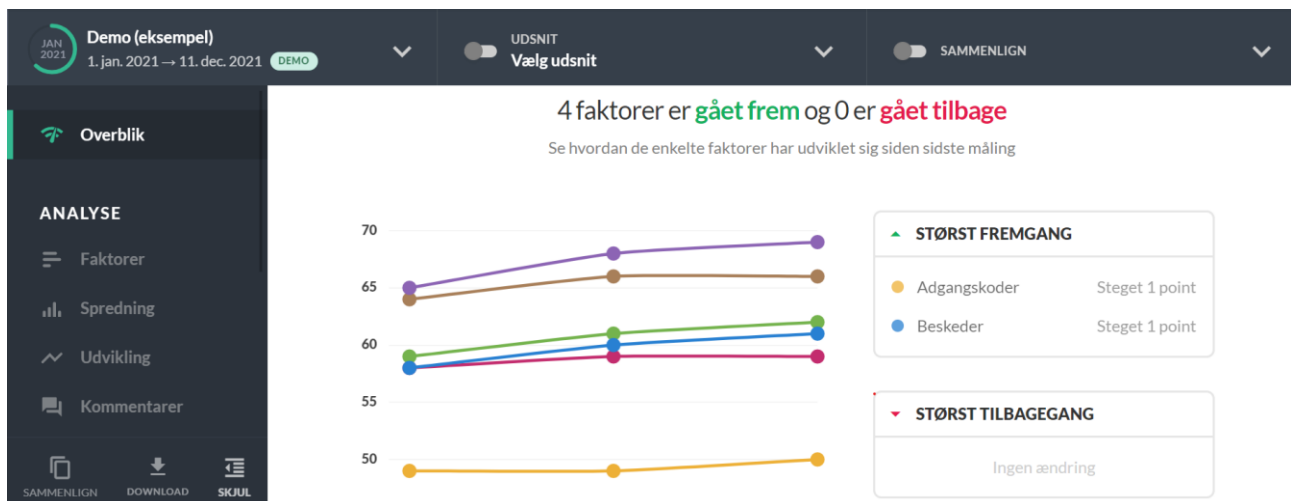 JAN
2021
Demo (eksempel)
1. jan. 2021 → 11. dec. 2021 DEMO
UDSNIT
Vælg udsnit
SAMMENLIGN
Overblik
ANALYSE
Faktorer
Spredning
Udvikling
Kommentarer
SAMMENLIGN
DOWNLOAD
SKJUL
4 faktorer er gået frem og 0 er gået tilbage
Se hvordan de enkelte faktorer har udviklet sig siden sidste måling
70
65
60
55
50
STØRST FREMGANG
Adgangskoder Steget 1 point
Beskeder Steget 1 point
STØRST TILBAGEGANG
Ingen ændring